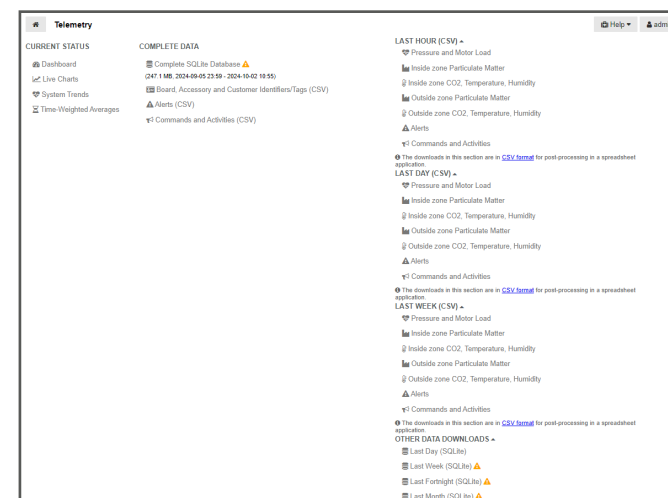 Telemetry
Help
adm
CURRENT STATUS
Dashboard
Live Charts
System Trends
Time-Weighted Averages
COMPLETE DATA
Complete SQLite Database
(247.1 MB, 2024-09-05 23:59 - 2024-10-02 10:55)
Board, Accessory and Customer Identifiers/Tags (CSV)
Alerts (CSV)
Commands and Activities (CSV)
LAST HOUR (CSV)
Pressure and Motor Load
Inside zone Particulate Matter
Inside zone CO2, Temperature, Humidity
Outside zone Particulate Matter
Outside zone CO2, Temperature, Humidity
Alerts
Commands and Activities
The downloads in this section are in CSV format for post-processing in a spreadsheet
application.
LAST DAY (CSV)
Pressure and Motor Load
Inside zone Particulate Matter
Inside zone CO2, Temperature, Humidity
Outside zone Particulate Matter
Outside zone CO2, Temperature, Humidity
Alerts
Commands and Activities
The downloads in this section are in CSV format for post-processing in a spreadsheet
application.
LAST WEEK (CSV)
Pressure and Motor Load
Inside zone Particulate Matter
Inside zone CO2, Temperature, Humidity
Outside zone Particulate Matter
Outside zone CO2, Temperature, Humidity
Alerts
Commands and Activities
The downloads in this section are in CSV format for post-processing in a spreadsheet
application.
OTHER DATA DOWNLOADS
Last Day (SQLite)
Last Week (SQLite)
Last Fortnight (SQLite)
Last Month (SQLite)